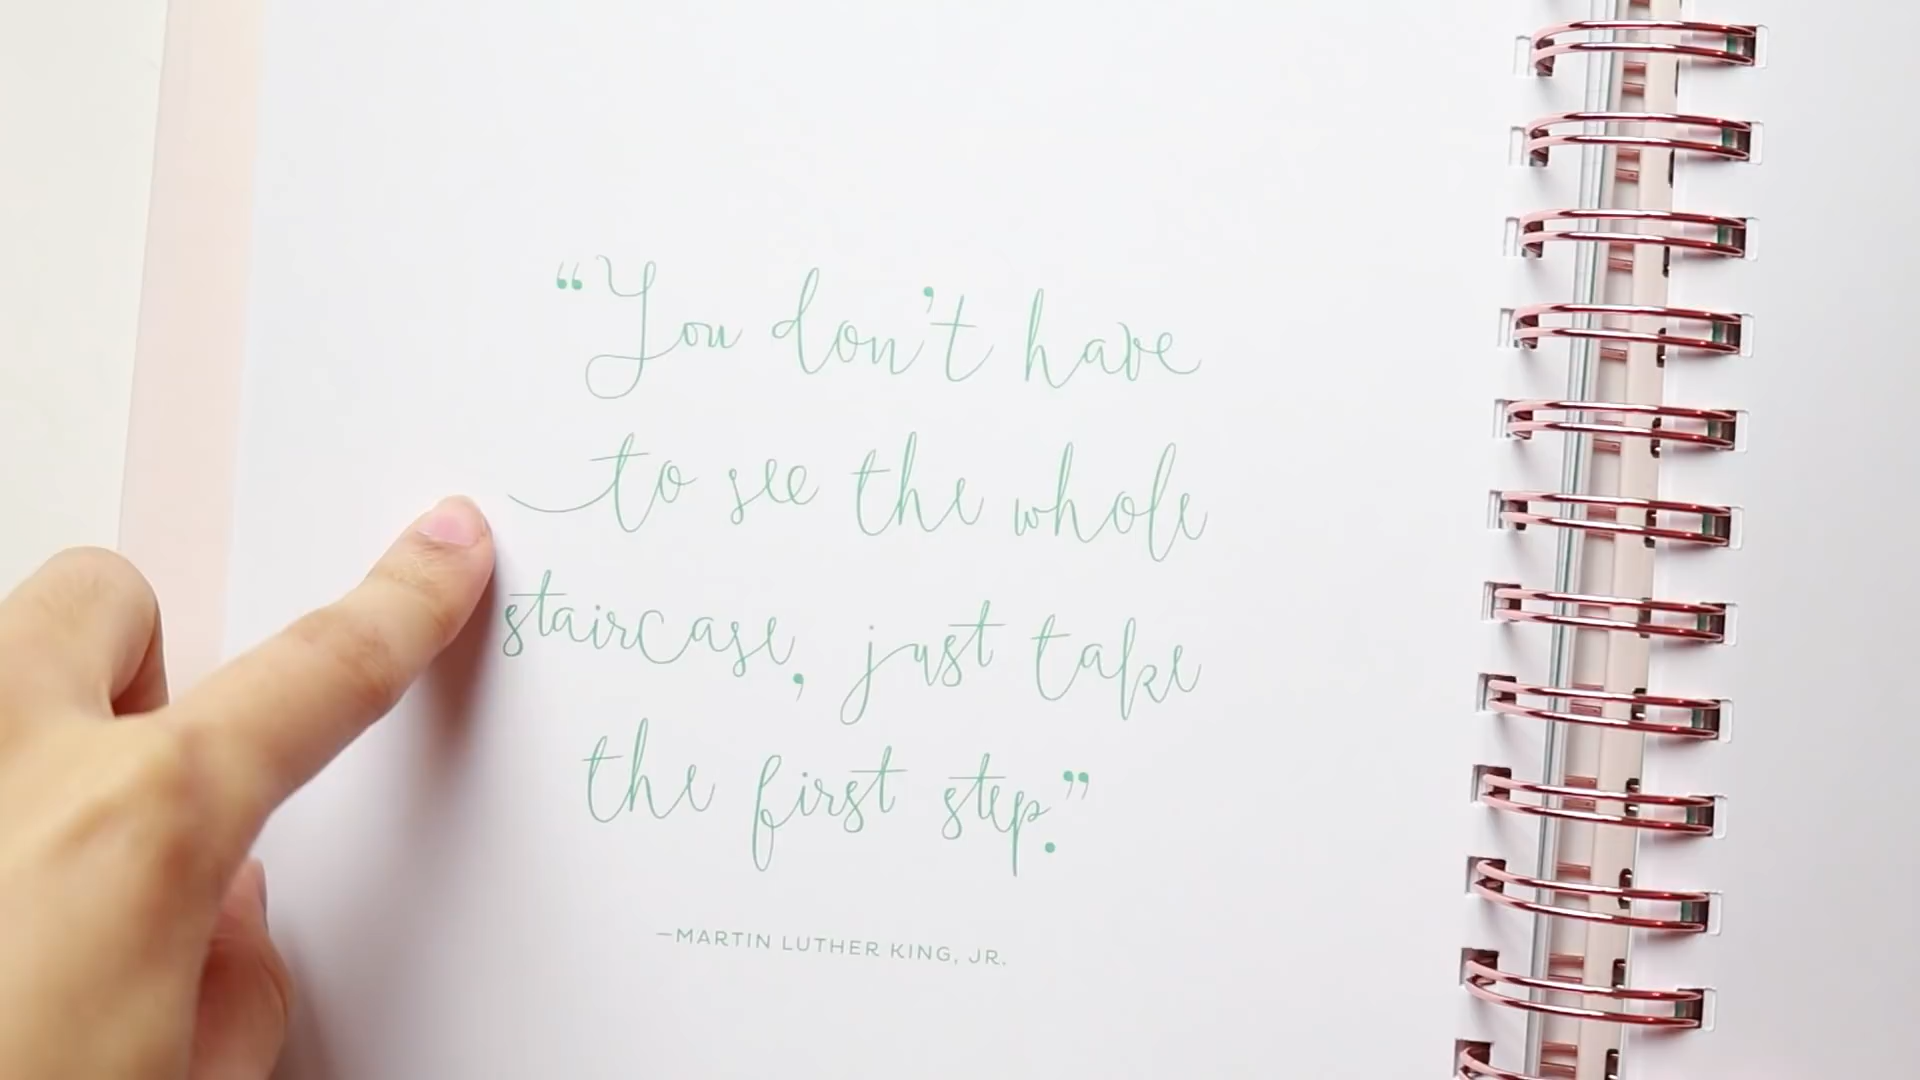 “You don’t have
to see the whole
staircase, just take
the first step.”
—MARTIN LUTHER KING, JR.